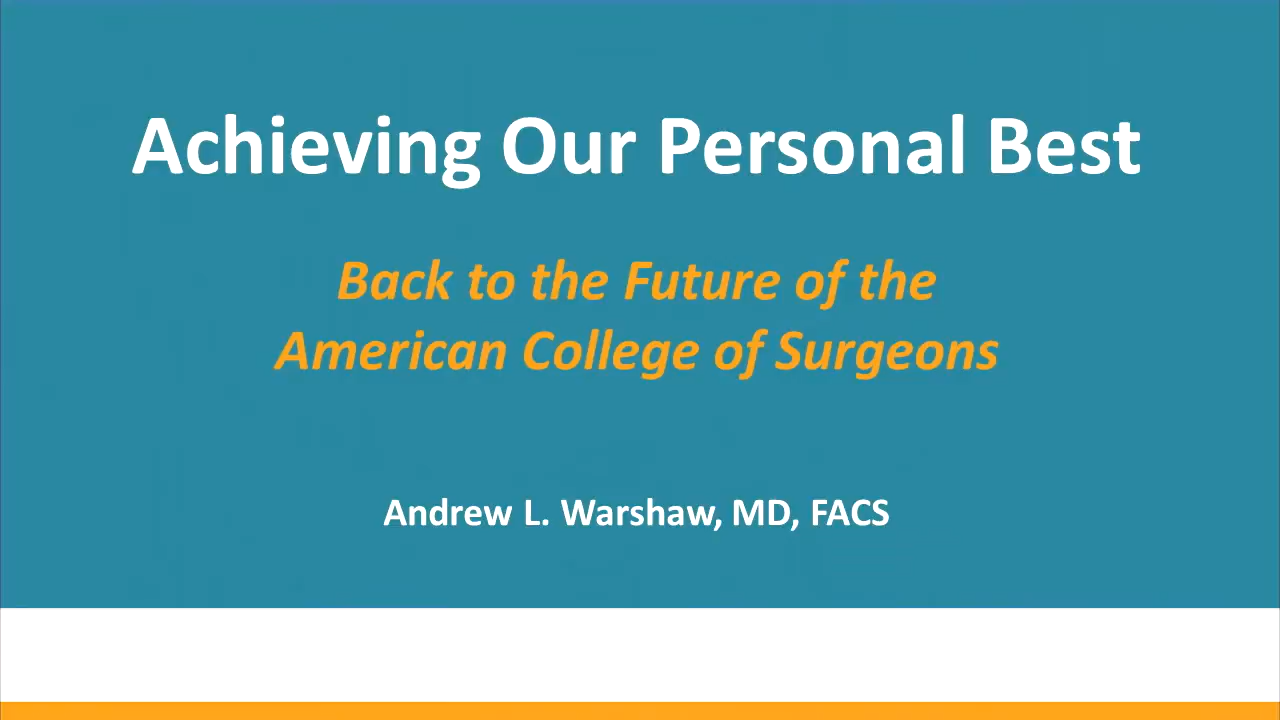 Achieving Our Personal Best
Back to the Future of the
American College of Surgeons
Andrew L. Warshaw, MD, FACS